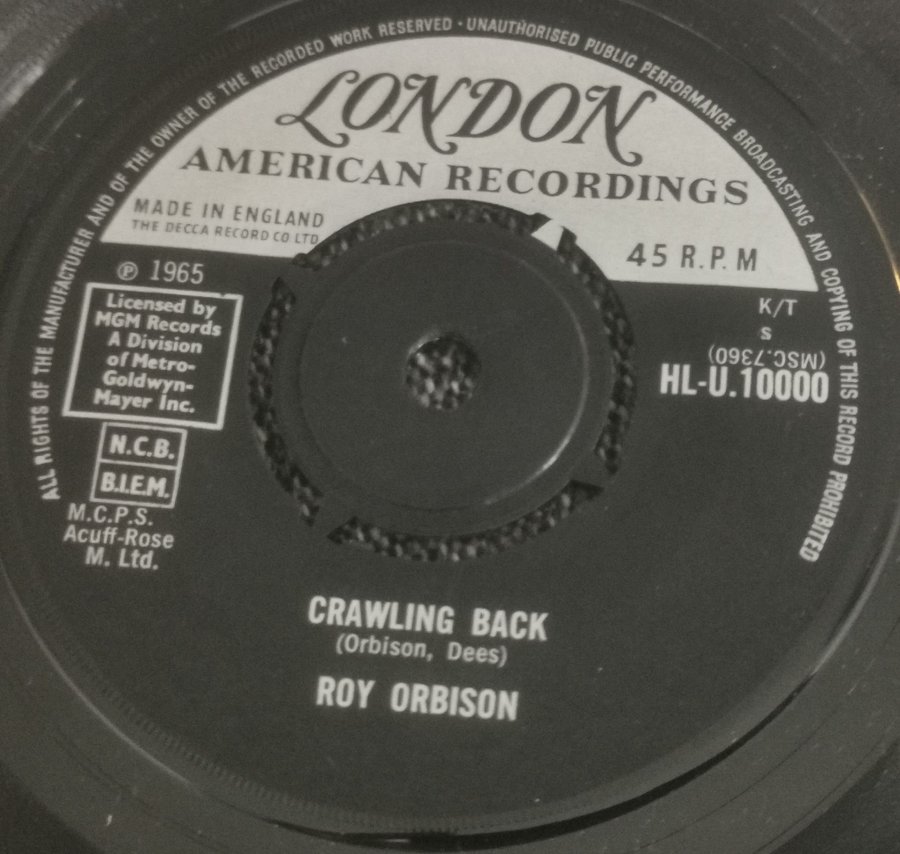 ALL RIGHTS OF THE MANUFACTURER AND OF THE OWNER OF THE RECORDED WORK RESERVED · UNAUTHORISED PUBLIC PERFORMANCE BROADCASTING AND COPYING OF THIS RECORD PROHIBITED
LONDON
AMERICAN RECORDINGS
MADE IN ENGLAND
THE DECCA RECORD CO LTD
45 R.P.M
℗ 1965
Licensed by
MGM Records
A Division
of Metro-
Goldwyn-
Mayer Inc.
N.C.B.
B.I.E.M.
M.C.P.S.
Acuff-Rose
M. Ltd.
K/T
S
(MSC.7360)
HL-U.10000
CRAWLING BACK
(Orbison, Dees)
ROY ORBISON